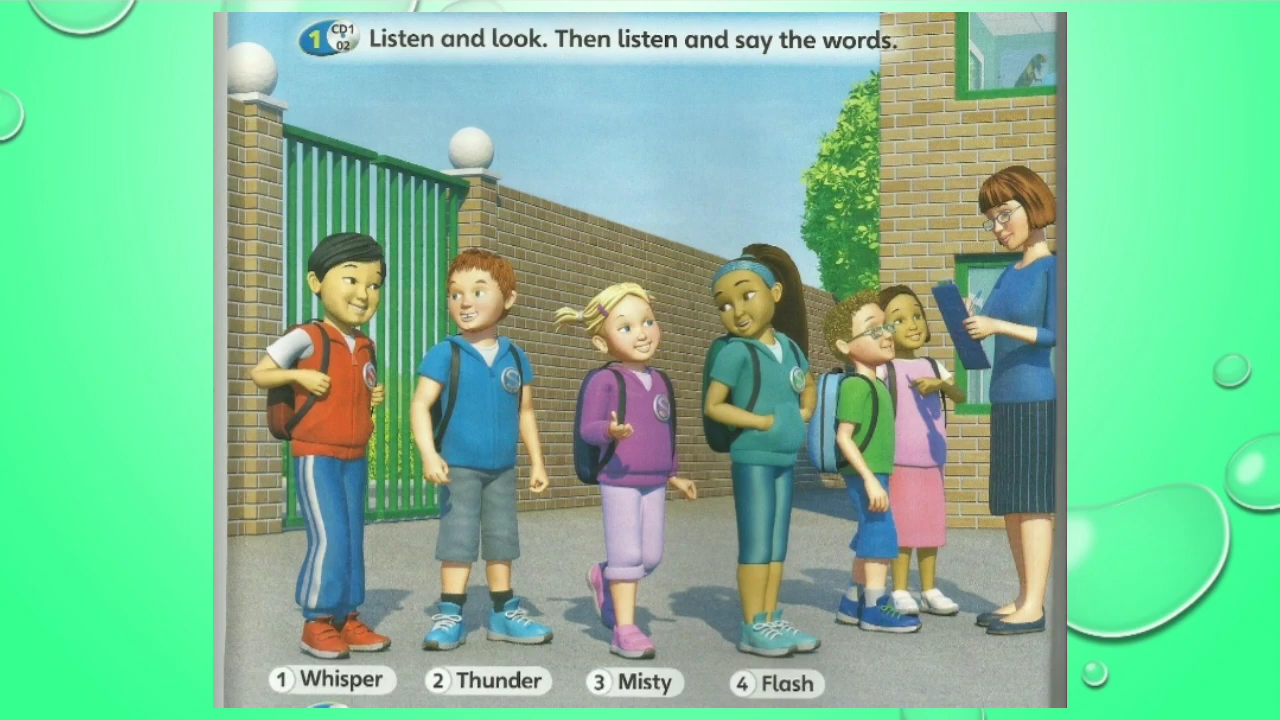 1 CD1 02 Listen and look. Then listen and say the words.
1 Whisper 2 Thunder 3 Misty 4 Flash